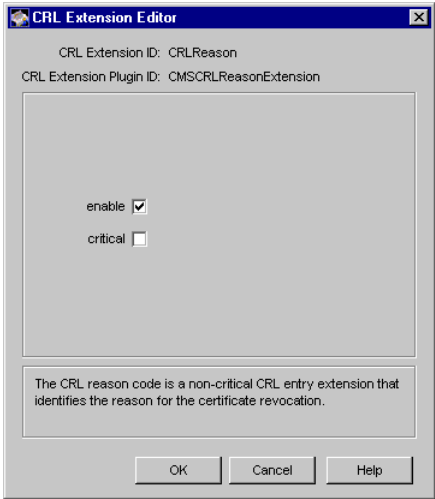 CRL Extension Editor
CRL Extension ID: CRLReason
CRL Extension Plugin ID: CMSCRLReasonExtension
enable
critical
The CRL reason code is a non-critical CRL entry extension that
identifies the reason for the certificate revocation.
OK Cancel Help